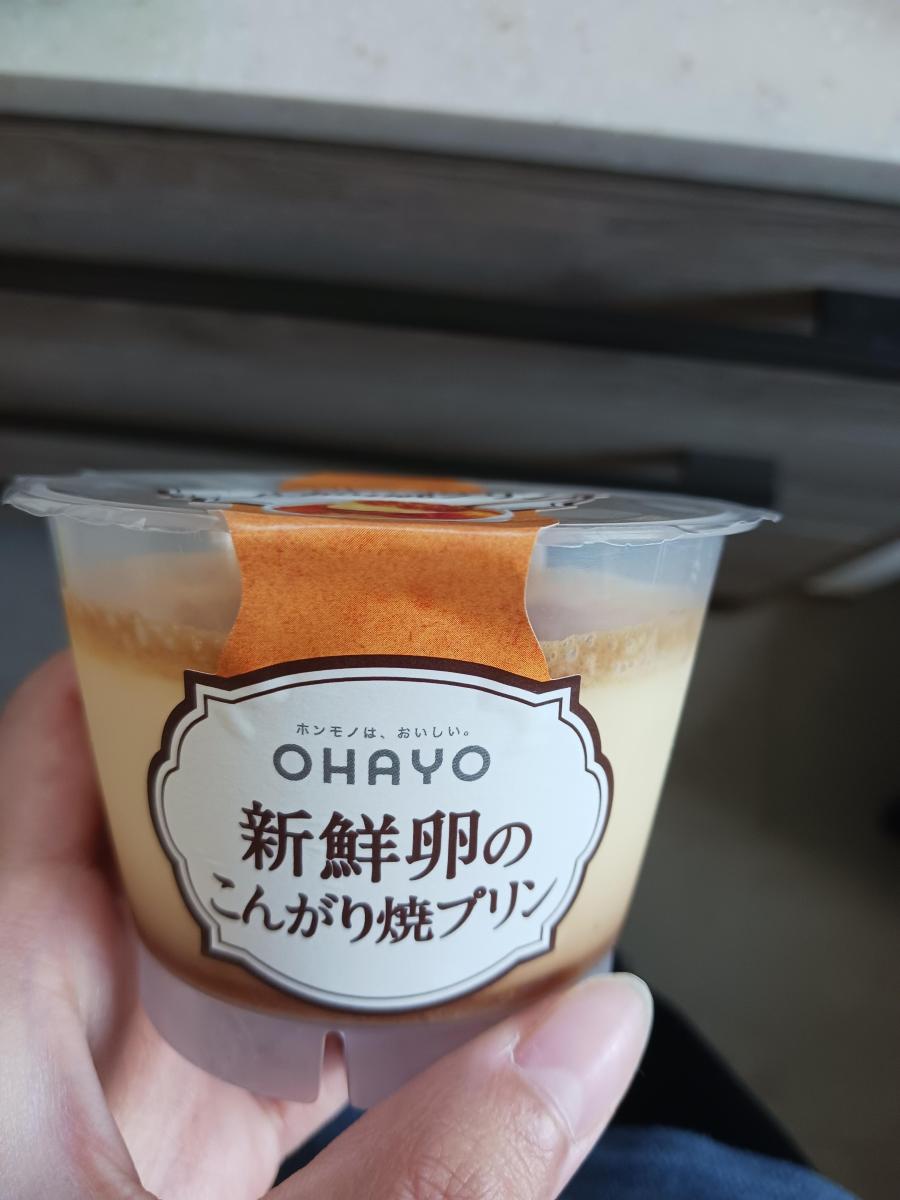 ホンモノは、おいしい。
OHAYO
新鮮卵の
こんがり焼プリン